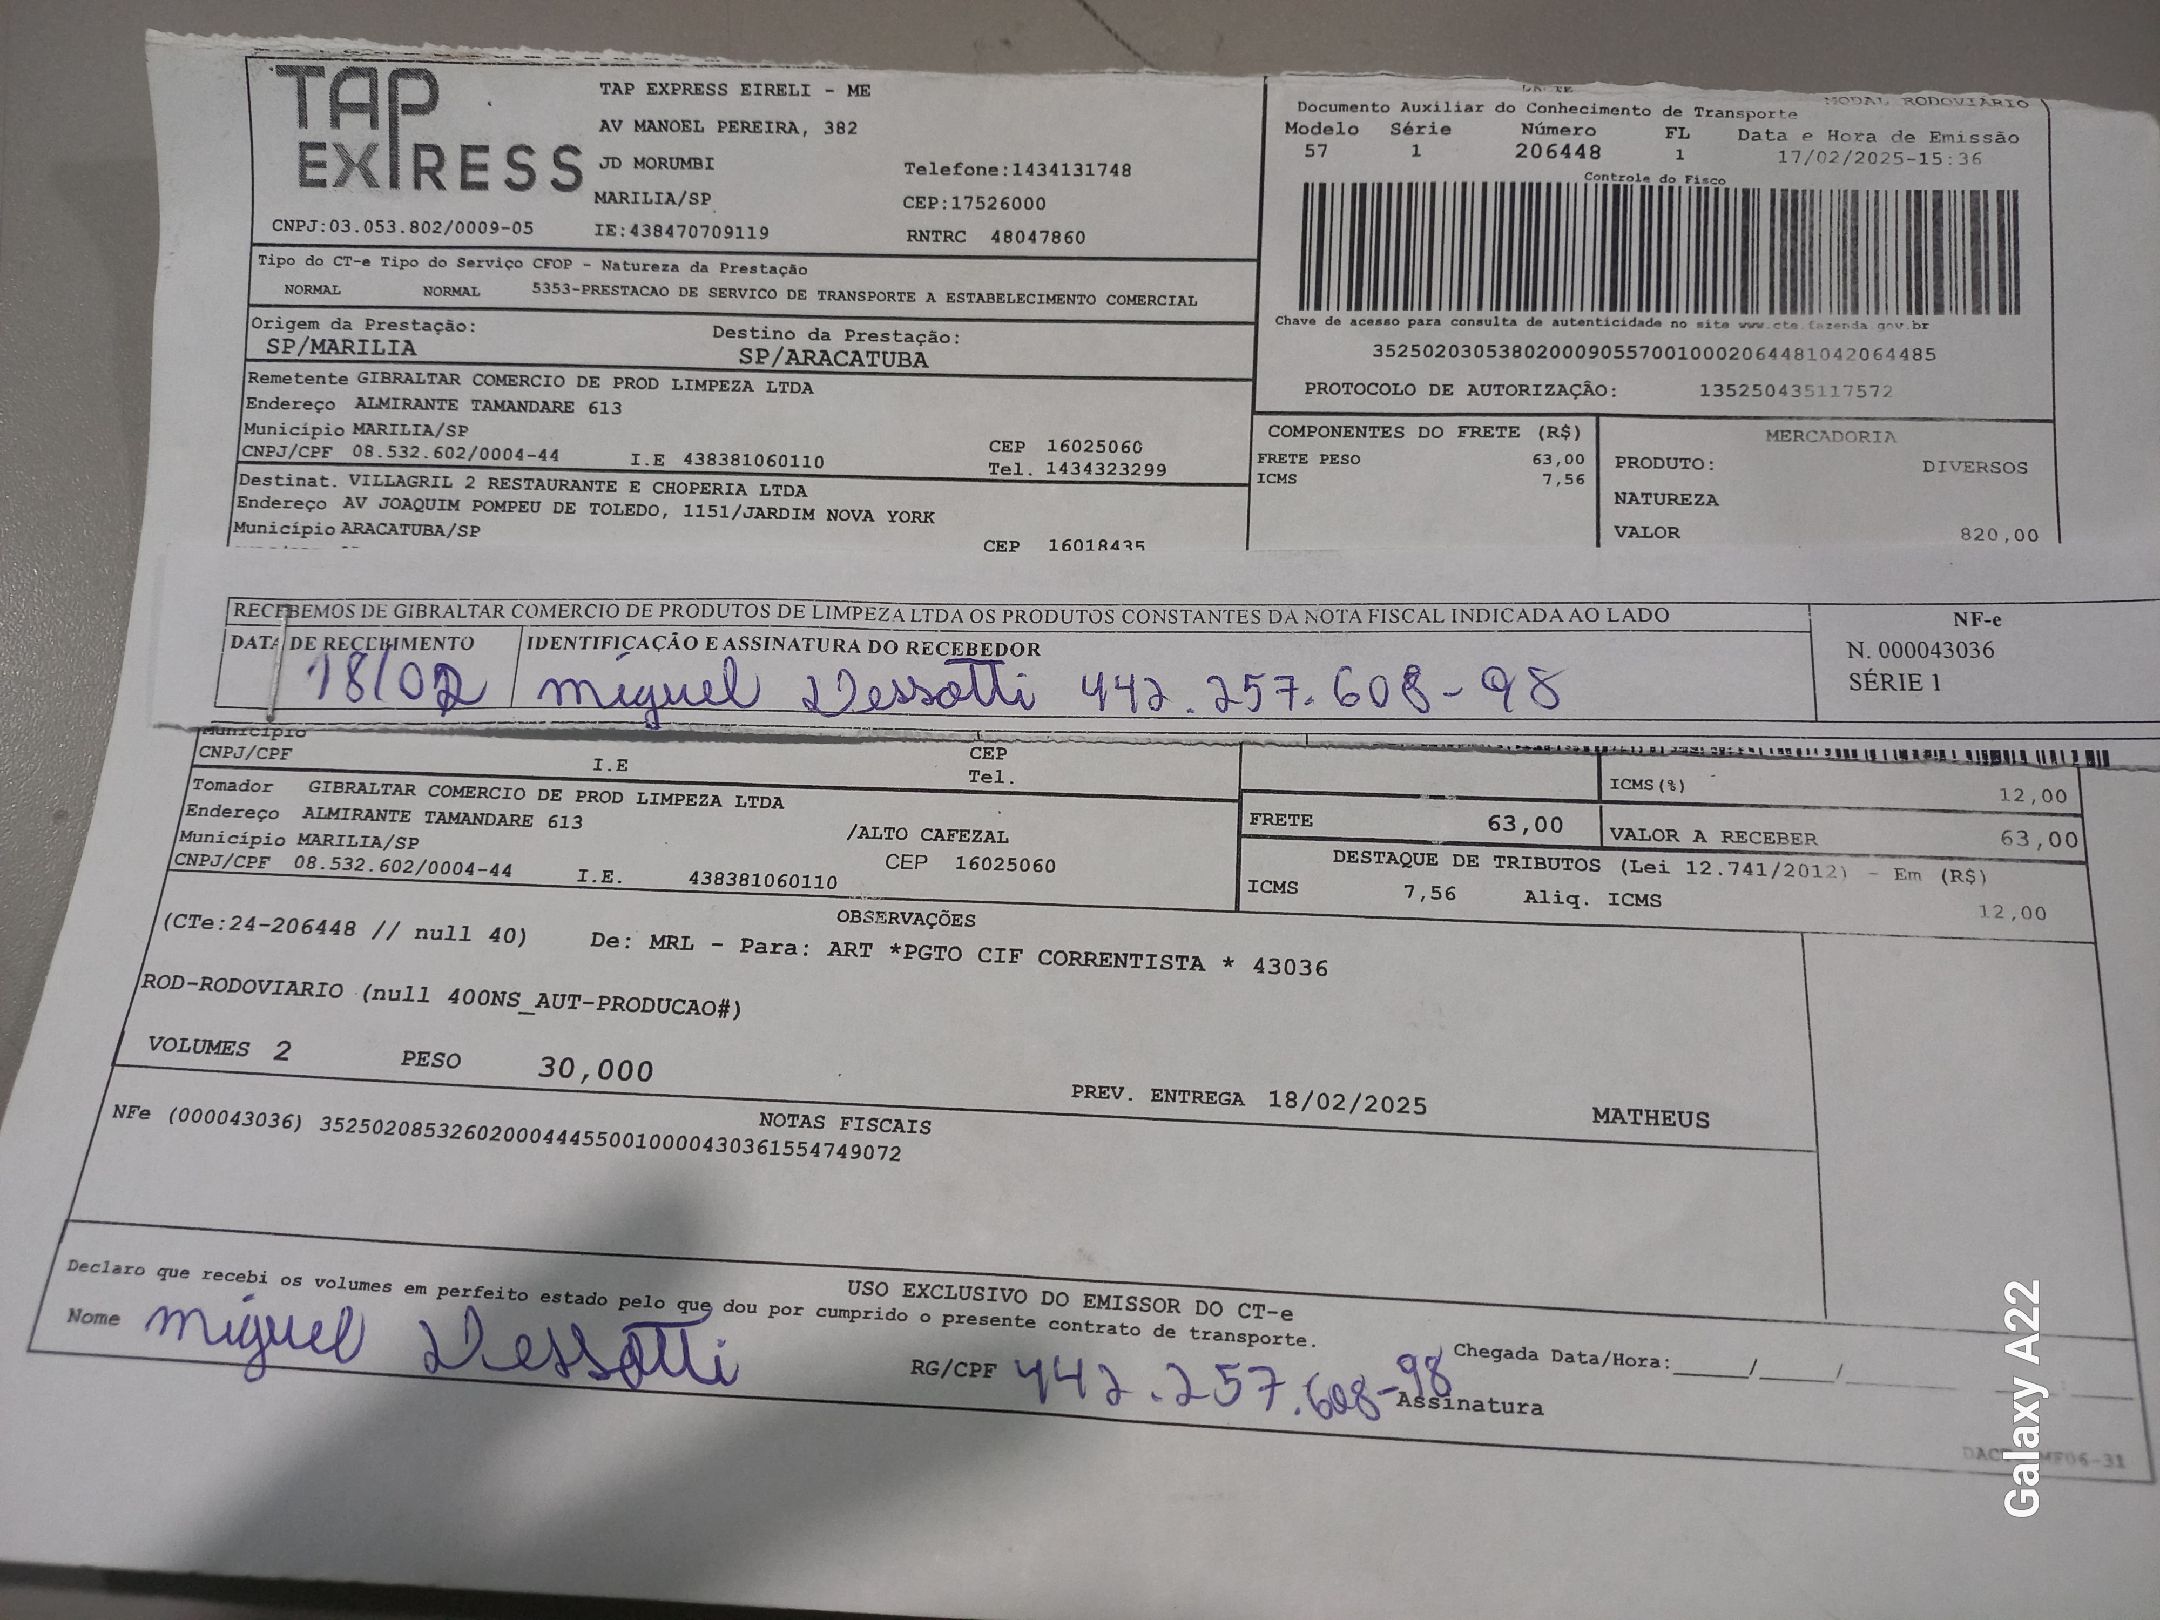 TAP EXPRESS
TAP EXPRESS EIRELI - ME
AV MANOEL PEREIRA, 382
JD MORUMBI
Telefone:1434131748
MARILIA/SP
CEP:17526000
CNPJ:03.053.802/0009-05 IE:438470709119 RNTRC 48047860
MODAL RODOVIÁRIO
Documento Auxiliar do Conhecimento de Transporte
Modelo Série Número FL Data e Hora de Emissão
57 1 206448 1 17/02/2025-15:36
Controle do Fisco
Chave de acesso para consulta de autenticidade no site www.cte.fazenda.gov.br
35250203053802000905570010002064481042064485
PROTOCOLO DE AUTORIZAÇÃO: 135250435117572
Tipo do CT-e Tipo do Serviço CFOP - Natureza da Prestação
NORMAL NORMAL 5353-PRESTACAO DE SERVICO DE TRANSPORTE A ESTABELECIMENTO COMERCIAL
Origem da Prestação: Destino da Prestação:
SP/MARILIA SP/ARACATUBA
Remetente GIBRALTAR COMERCIO DE PROD LIMPEZA LTDA
Endereço ALMIRANTE TAMANDARE 613
Município MARILIA/SP CEP 16025060
CNPJ/CPF 08.532.602/0004-44 I.E 438381060110 Tel. 1434323299
Destinat. VILLAGRIL 2 RESTAURANTE E CHOPERIA LTDA
Endereço AV JOAQUIM POMPEU DE TOLEDO, 1151/JARDIM NOVA YORK
Município ARACATUBA/SP CEP 16018435
COMPONENTES DO FRETE (R$)
FRETE PESO 63,00
ICMS 7,56
MERCADORIA
PRODUTO: DIVERSOS
NATUREZA
VALOR 820,00
RECEBEMOS DE GIBRALTAR COMERCIO DE PRODUTOS DE LIMPEZA LTDA OS PRODUTOS CONSTANTES DA NOTA FISCAL INDICADA AO LADO
DATA DE RECEBIMENTO IDENTIFICAÇÃO E ASSINATURA DO RECEBEDOR
18/02 miguel Dessotti 442.257.608-98
NF-e
N. 000043036
SÉRIE 1
Município
CNPJ/CPF I.E CEP
Tel.
Tomador GIBRALTAR COMERCIO DE PROD LIMPEZA LTDA
Endereço ALMIRANTE TAMANDARE 613 /ALTO CAFEZAL
Município MARILIA/SP CEP 16025060
CNPJ/CPF 08.532.602/0004-44 I.E. 438381060110
ICMS(%) 12,00
FRETE 63,00 VALOR A RECEBER 63,00
DESTAQUE DE TRIBUTOS (Lei 12.741/2012) - Em (R$)
ICMS 7,56 Aliq. ICMS 12,00
OBSERVAÇÕES
(CTe:24-206448 // null 40) De: MRL - Para: ART *PGTO CIF CORRENTISTA * 43036
ROD-RODOVIARIO (null 400NS_AUT-PRODUCAO#)
VOLUMES 2 PESO 30,000 PREV. ENTREGA 18/02/2025 MATHEUS
NOTAS FISCAIS
NFe (000043036) 35250208532602000444550010000430361554749072
USO EXCLUSIVO DO EMISSOR DO CT-e
Declaro que recebi os volumes em perfeito estado pelo que dou por cumprido o presente contrato de transporte.
Nome miguel Dessotti RG/CPF 442.257.608-98 Chegada Data/Hora:_____/_____/
Assinatura
Galaxy A22